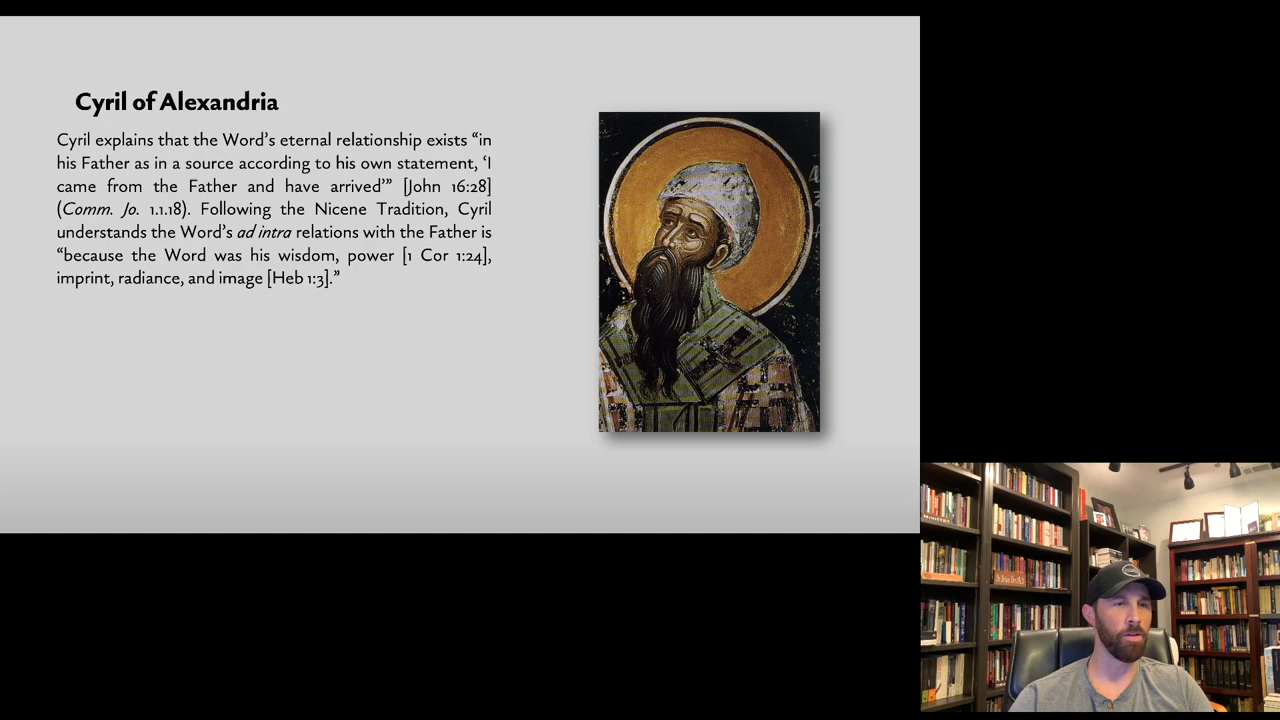 Cyril of Alexandria
Cyril explains that the Word’s eternal relationship exists “in
his Father as in a source according to his own statement, ‘I
came from the Father and have arrived’” [John 16:28]
(Comm. Jo. 1.1.18). Following the Nicene Tradition, Cyril
understands the Word’s ad intra relations with the Father is
“because the Word was his wisdom, power [1 Cor 1:24],
imprint, radiance, and image [Heb 1:3].”
MINISTRY